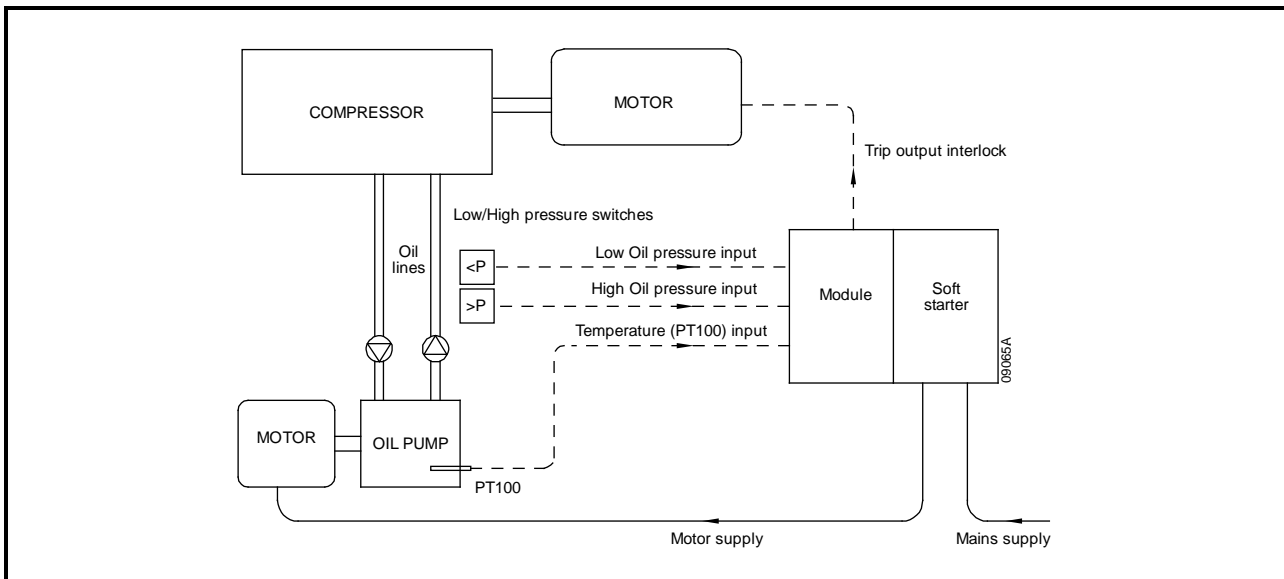 COMPRESSOR
MOTOR
Trip output interlock
Low/High pressure switches
Oil
lines
<P
Low Oil pressure input
>P
High Oil pressure input
Temperature (PT100) input
Module
Soft
starter
09065A
MOTOR
OIL PUMP
PT100
Motor supply
Mains supply